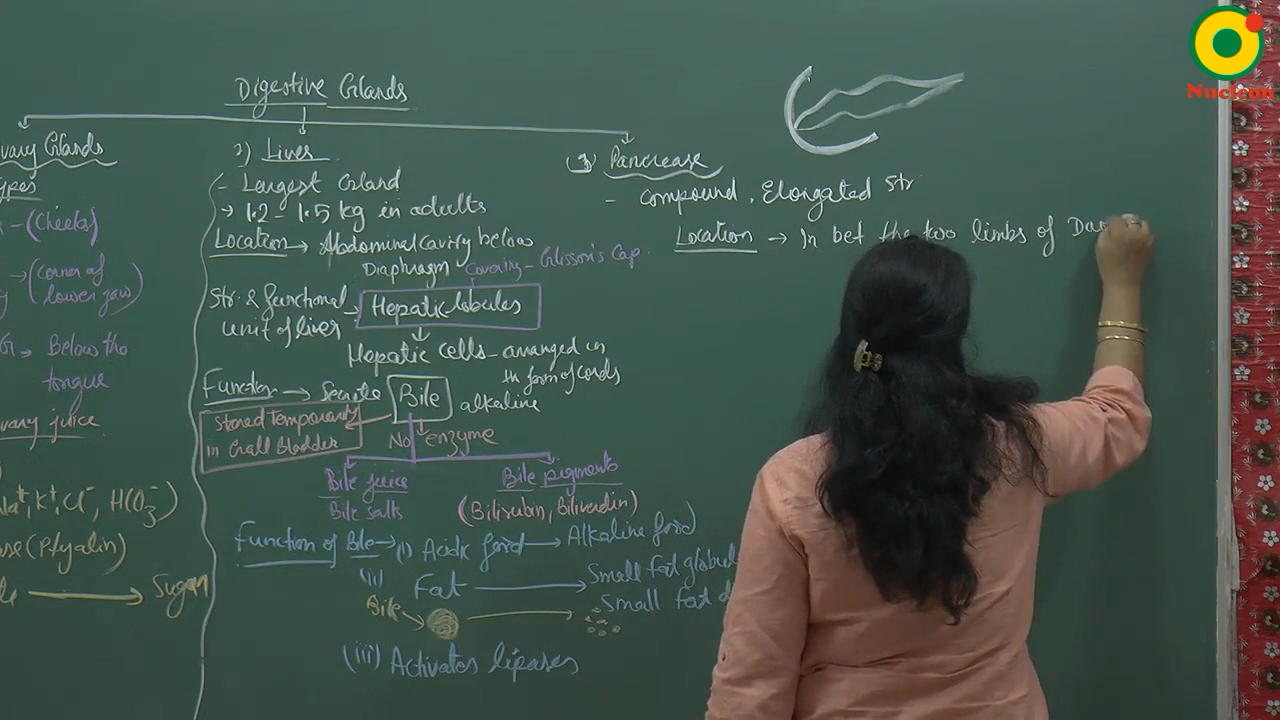 Nucleon
Digestive Glands
vary Glands
ypes
- (Cheeks)
→ (Corner of
lower jaw)
G → Below the
tongue
vary juice
Na⁺, K⁺, Cl⁻, HCO₃⁻)
ase (Ptyalin)
→ Sugar
2) Liver
- Largest Gland
→ 1.2 - 1.5 kg in adults
Location → Abdominal cavity below
Diaphragm Covering - Glisson's Cap.
Str. & functional
unit of liver → Hepatic lobules
Hepatic cells - arranged in
th form of cords
Function → Secrete Bile alkaline
Stored Temporarily
in Gall Bladder
No enzyme
Bile juice
Bile salts
Bile pigments
(Bilirubin, Biliverdin)
Function of Bile → (i) Acidic food → Alkaline food
(ii) Fat → Small fat globul
Bile → small fat d
(iii) Activates lipases
(3) Pancrease
- Compound, Elongated Str
Location → In bet the two limbs of